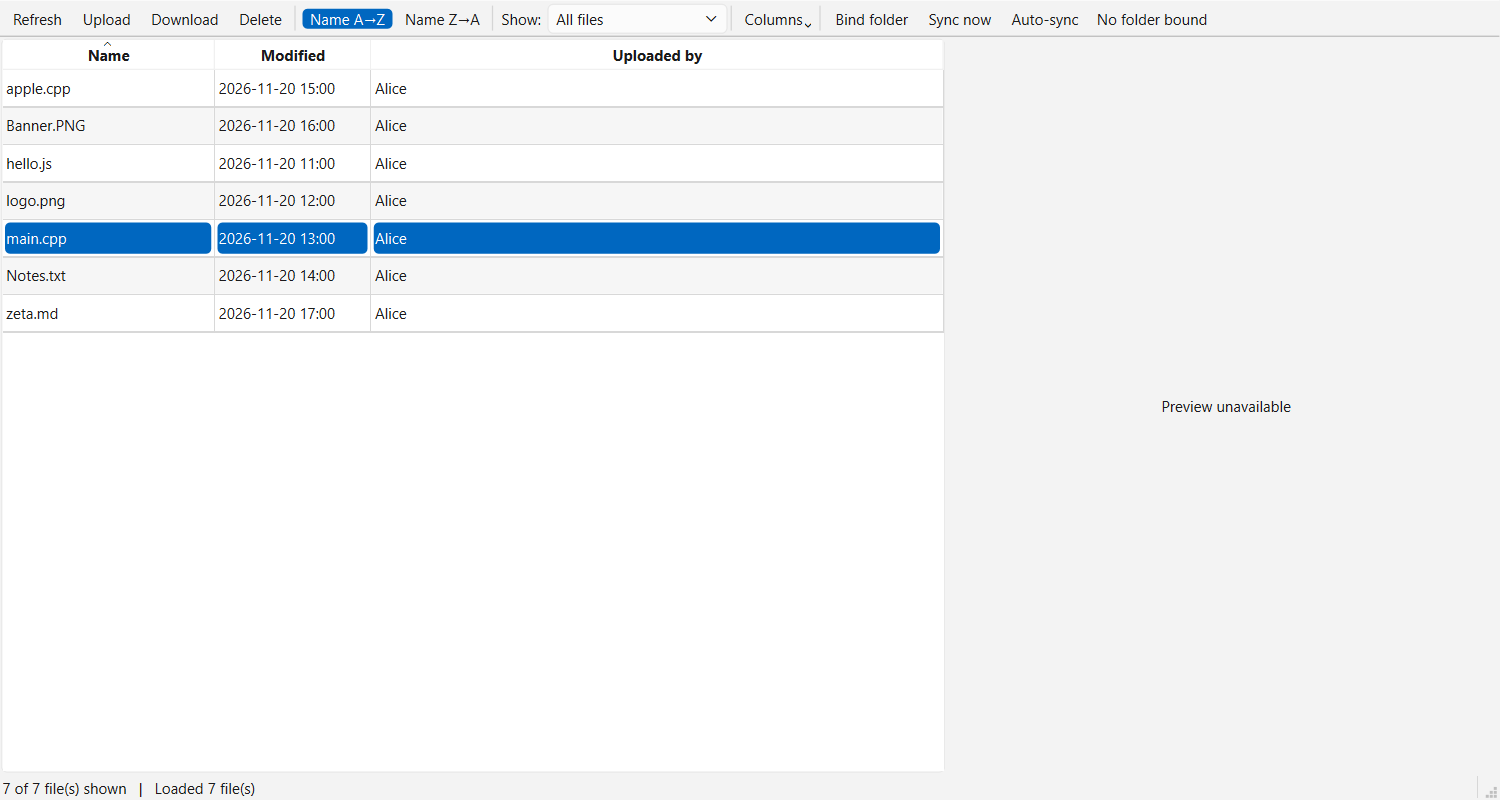 Refresh Upload Download Delete Name A→Z Name Z→A Show: All files Columns Bind folder Sync now Auto-sync No folder bound
Name Modified Uploaded by
apple.cpp 2026-11-20 15:00 Alice
Banner.PNG 2026-11-20 16:00 Alice
hello.js 2026-11-20 11:00 Alice
logo.png 2026-11-20 12:00 Alice
main.cpp 2026-11-20 13:00 Alice
Notes.txt 2026-11-20 14:00 Alice
zeta.md 2026-11-20 17:00 Alice
Preview unavailable
7 of 7 file(s) shown | Loaded 7 file(s)